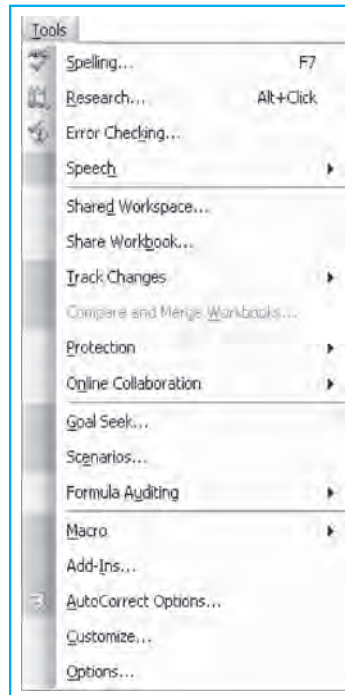 Tools
Spelling... F7
Research... Alt+Click
Error Checking...
Speech
Shared Workspace...
Share Workbook...
Track Changes
Compare and Merge Workbooks...
Protection
Online Collaboration
Goal Seek...
Scenarios...
Formula Auditing
Macro
Add-Ins...
AutoCorrect Options...
Customize...
Options...